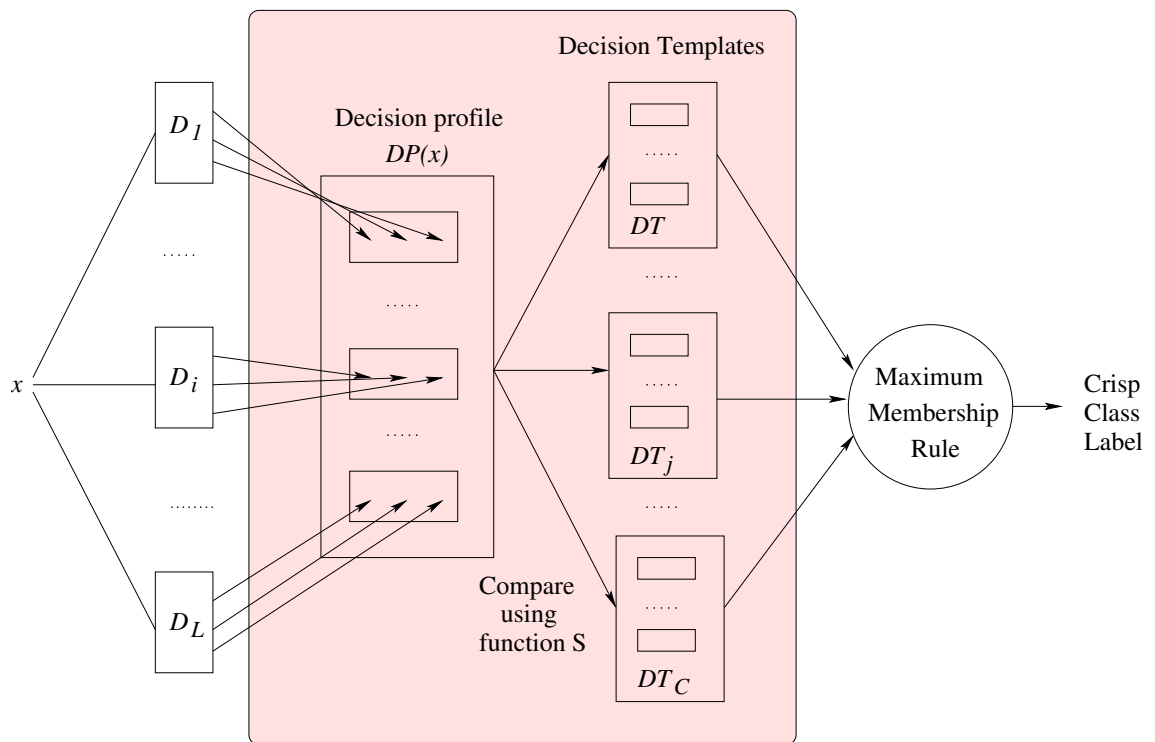 Decision Templates
D1
Decision profile
DP(x)
.....
DT
.....
.....
.....
x
Di
.....
Maximum
Membership
Rule
Crisp
Class
Label
.....
DTj
........
.....
DL
Compare
using
function S
.....
DTC